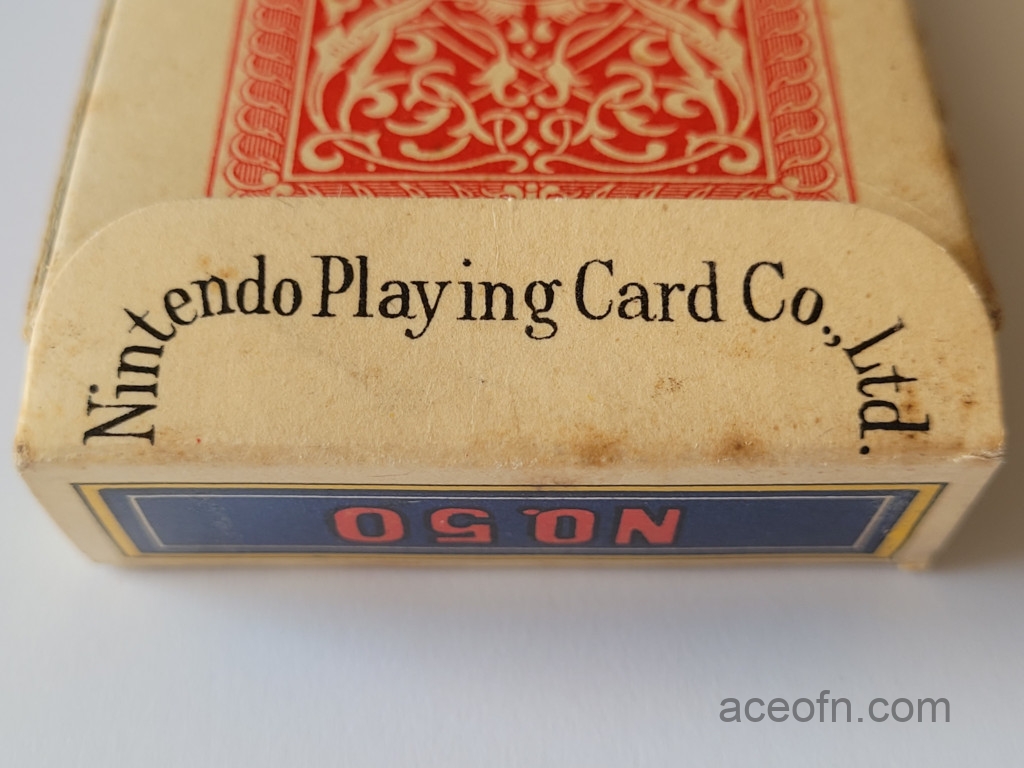 Nintendo Playing Card Co., Ltd.
NO. 50
aceofn.com